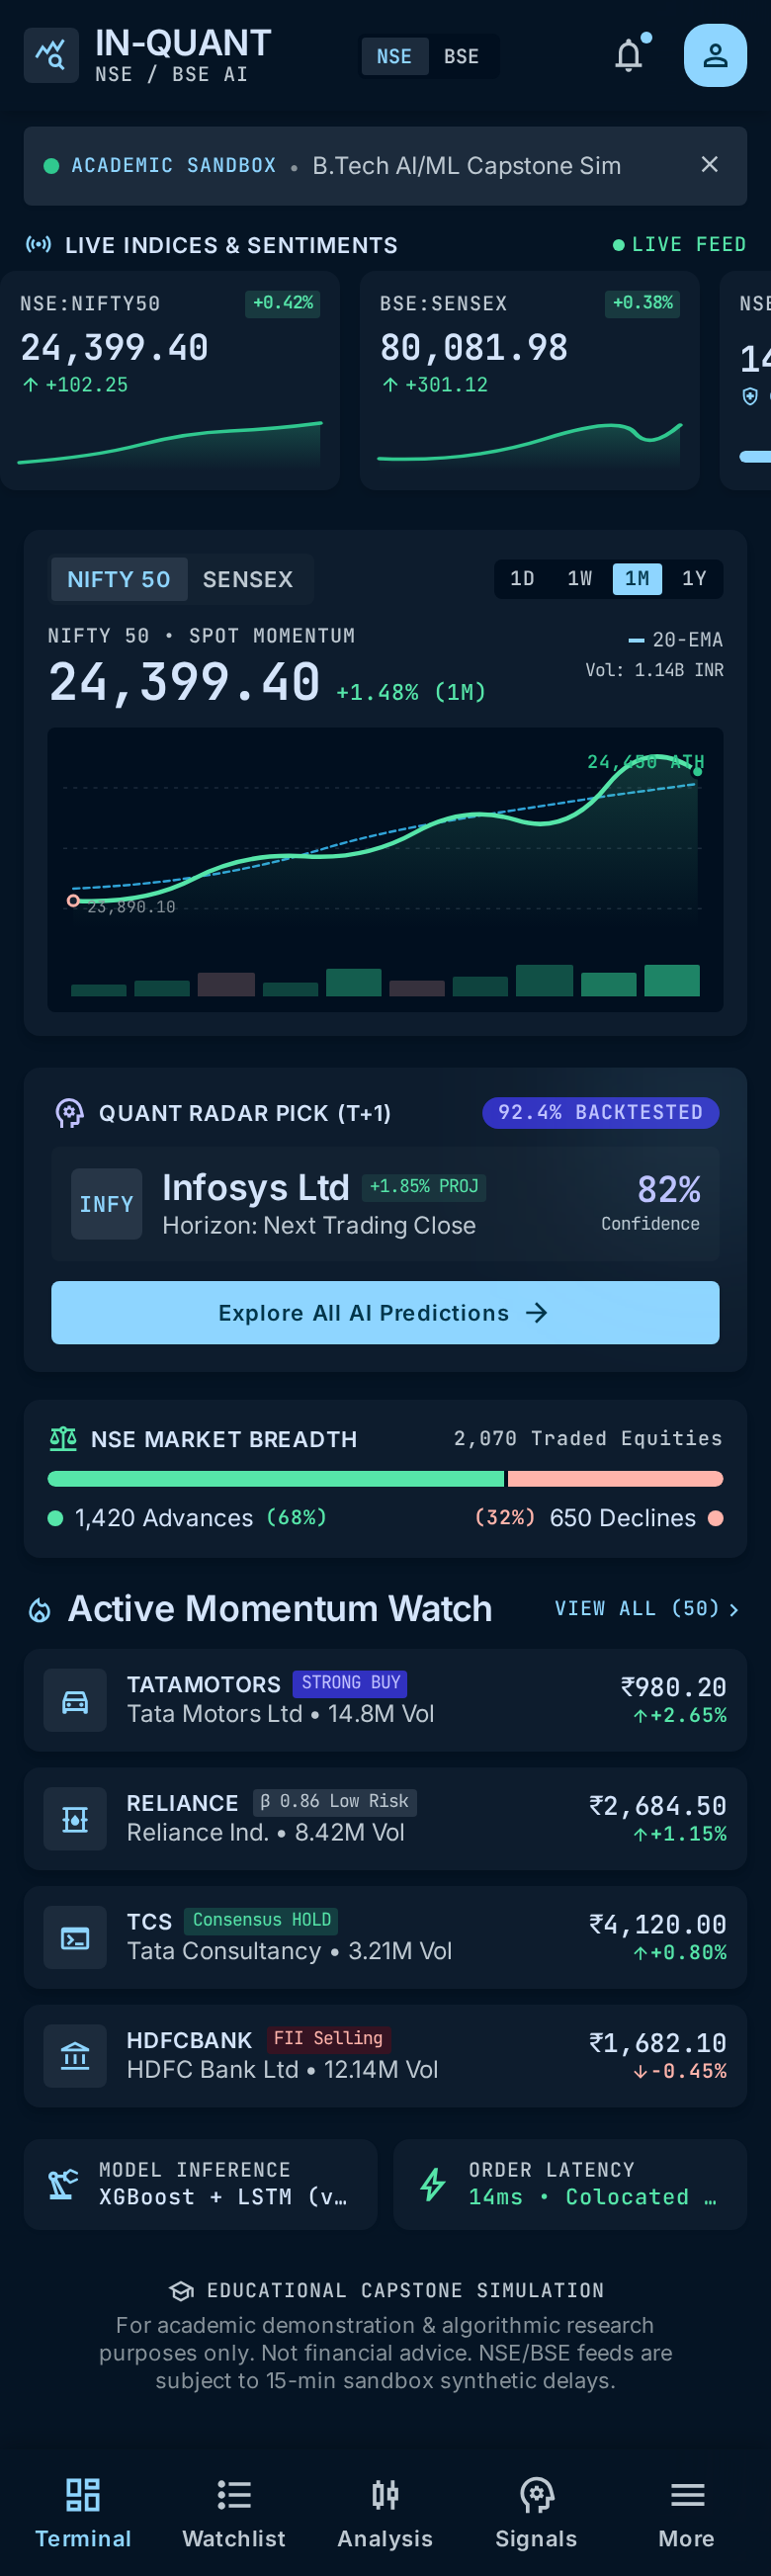 IN-QUANT
NSE / BSE AI
NSE BSE
ACADEMIC SANDBOX • B.Tech AI/ML Capstone Sim
LIVE INDICES & SENTIMENTS
LIVE FEED
NSE:NIFTY50 +0.42%
24,399.40
↑ +102.25
BSE:SENSEX +0.38%
80,081.98
↑ +301.12
NIFTY 50 SENSEX
1D 1W 1M 1Y
NIFTY 50 • SPOT MOMENTUM
24,399.40 +1.48% (1M)
20-EMA
Vol: 1.14B INR
24,450 ATH
23,890.10
QUANT RADAR PICK (T+1)
92.4% BACKTESTED
INFY
Infosys Ltd +1.85% PROJ
Horizon: Next Trading Close
82%
Confidence
Explore All AI Predictions →
NSE MARKET BREADTH
2,070 Traded Equities
1,420 Advances (68%)
(32%) 650 Declines
Active Momentum Watch
VIEW ALL (50) >
TATAMOTORS STRONG BUY
Tata Motors Ltd • 14.8M Vol
₹980.20
↑+2.65%
RELIANCE β 0.86 Low Risk
Reliance Ind. • 8.42M Vol
₹2,684.50
↑+1.15%
TCS Consensus HOLD
Tata Consultancy • 3.21M Vol
₹4,120.00
↑+0.80%
HDFCBANK FII Selling
HDFC Bank Ltd • 12.14M Vol
₹1,682.10
↓-0.45%
MODEL INFERENCE
XGBoost + LSTM (v…
ORDER LATENCY
14ms • Colocated …
EDUCATIONAL CAPSTONE SIMULATION
For academic demonstration & algorithmic research
purposes only. Not financial advice. NSE/BSE feeds are
subject to 15-min sandbox synthetic delays.
Terminal Watchlist Analysis Signals More